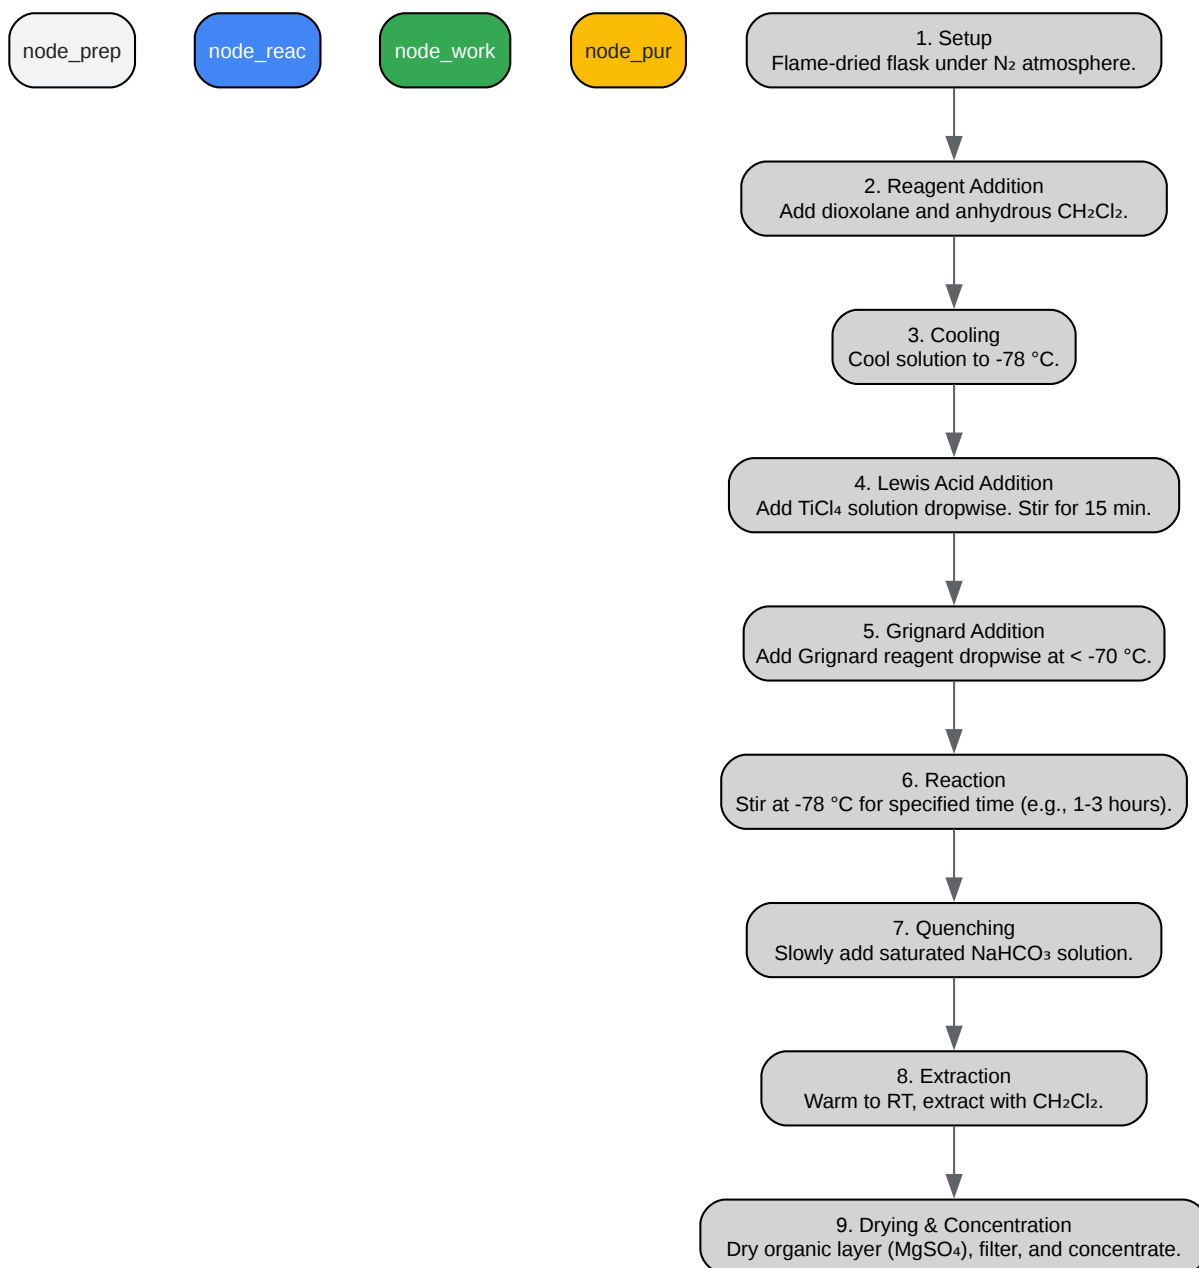 node_prep
node_reac
node_work
node_pur
1. Setup
Flame-dried flask under N₂ atmosphere.
2. Reagent Addition
Add dioxolane and anhydrous CH₂Cl₂.
3. Cooling
Cool solution to -78 °C.
4. Lewis Acid Addition
Add TiCl₄ solution dropwise. Stir for 15 min.
5. Grignard Addition
Add Grignard reagent dropwise at < -70 °C.
6. Reaction
Stir at -78 °C for specified time (e.g., 1-3 hours).
7. Quenching
Slowly add saturated NaHCO₃ solution.
8. Extraction
Warm to RT, extract with CH₂Cl₂.
9. Drying & Concentration
Dry organic layer (MgSO₄), filter, and concentrate.